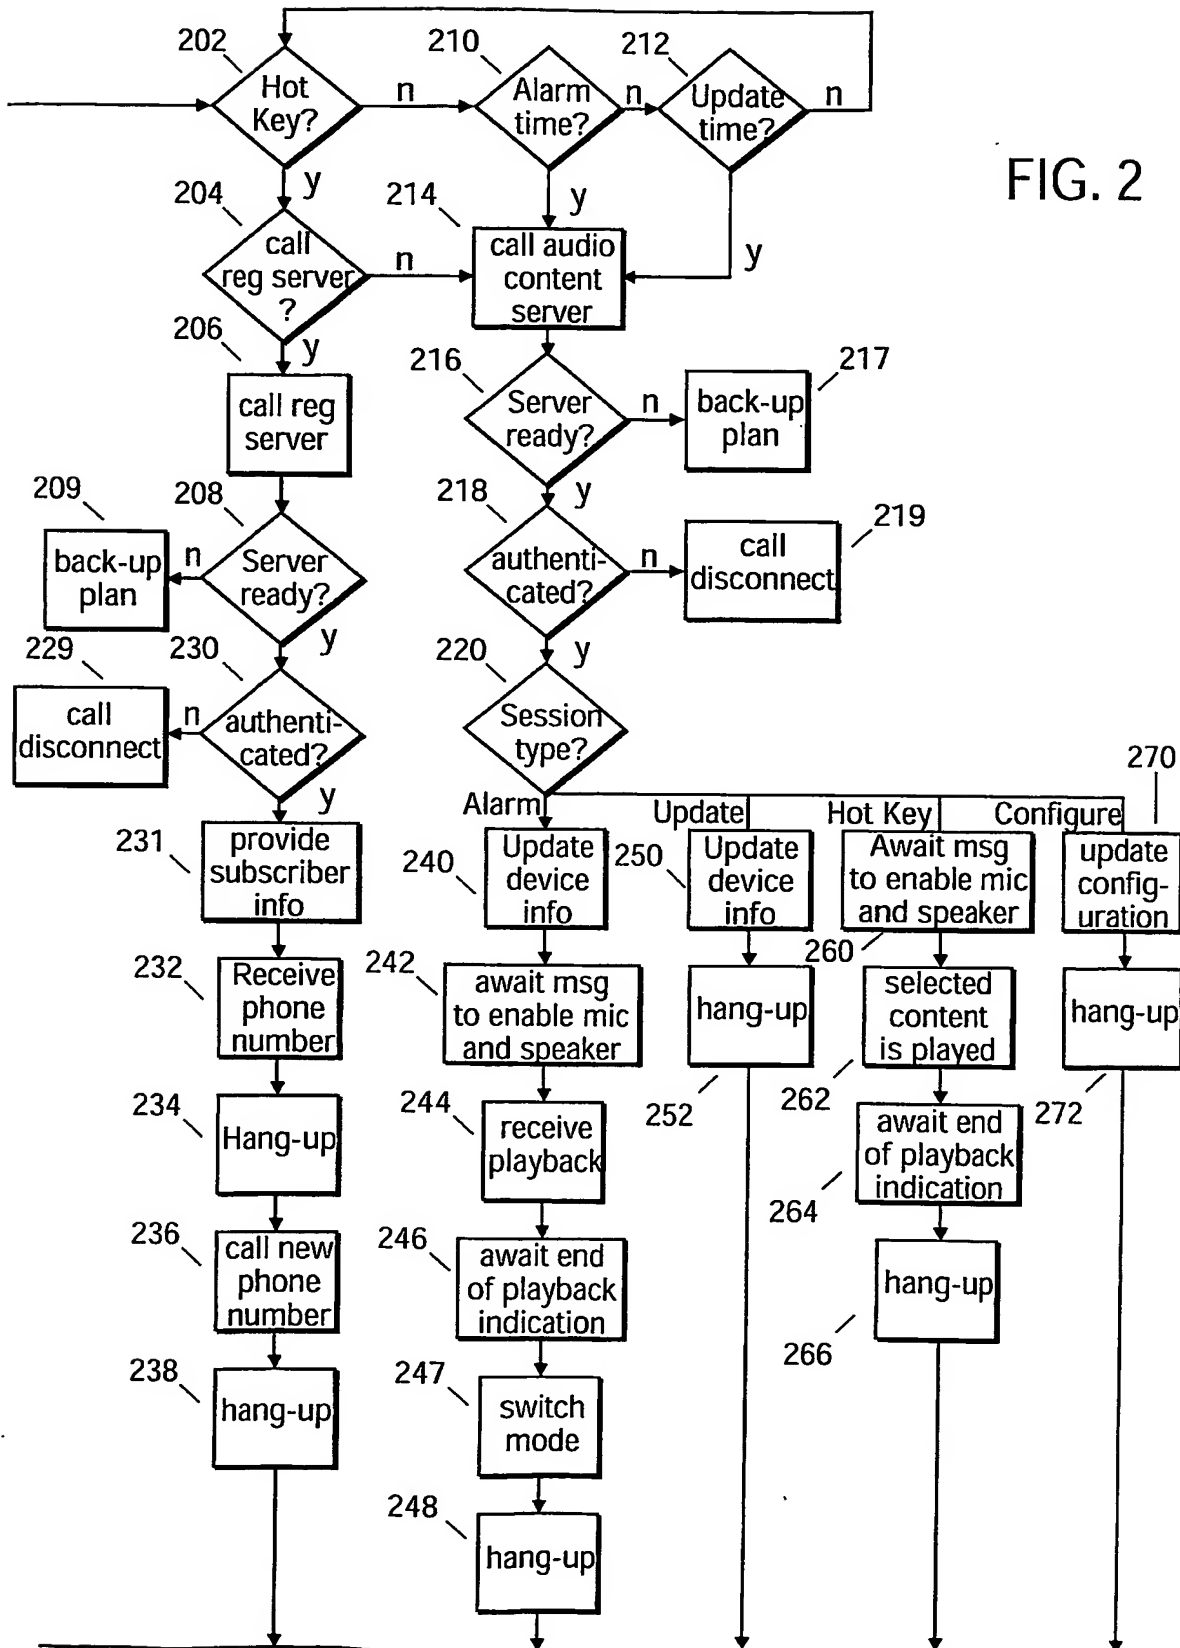 202
Hot
Key?
n
210
Alarm
time?
n
212
Update
time?
n
FIG. 2
y
204
call
reg server
?
n
y
214
call audio
content
server
y
206
y
call reg
server
216
Server
ready?
n
217
back-up
plan
209
back-up
plan
n
208
Server
ready?
y
218
y
authenti-
cated?
n
219
call
disconnect
229
call
disconnect
n
230
authenti-
cated?
y
220
y
Session
type?
Alarm
Update
Hot Key
Configure
270
231
provide
subscriber
info
240
Update
device
info
250
Update
device
info
Await msg
to enable mic
and speaker
260
update
config-
uration
232
Receive
phone
number
242
await msg
to enable mic
and speaker
hang-up
252
selected
content
is played
262
hang-up
272
234
Hang-up
244
receive
playback
await end
of playback
indication
264
236
call new
phone
number
246
await end
of playback
indication
hang-up
266
238
hang-up
247
switch
mode
248
hang-up